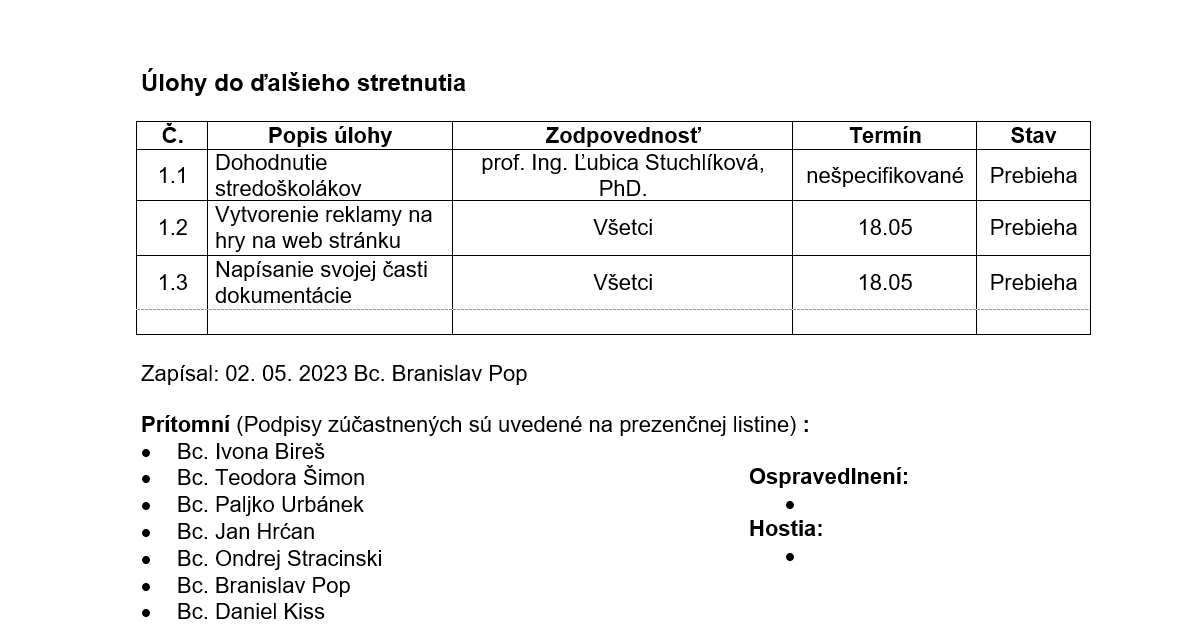 Úlohy do ďalšieho stretnutia
Č. Popis úlohy Zodpovednosť Termín Stav
1.1 Dohodnutie stredoškolákov prof. Ing. Ľubica Stuchlíková, PhD. nešpecifikované Prebieha
1.2 Vytvorenie reklamy na hry na web stránku Všetci 18.05 Prebieha
1.3 Napísanie svojej časti dokumentácie Všetci 18.05 Prebieha
Zapísal: 02. 05. 2023 Bc. Branislav Pop
Prítomní (Podpisy zúčastnených sú uvedené na prezenčnej listine) :
• Bc. Ivona Bireš
• Bc. Teodora Šimon
• Bc. Paljko Urbánek
• Bc. Jan Hrćan
• Bc. Ondrej Stracinski
• Bc. Branislav Pop
• Bc. Daniel Kiss
Ospravedlnení:
•
Hostia:
•